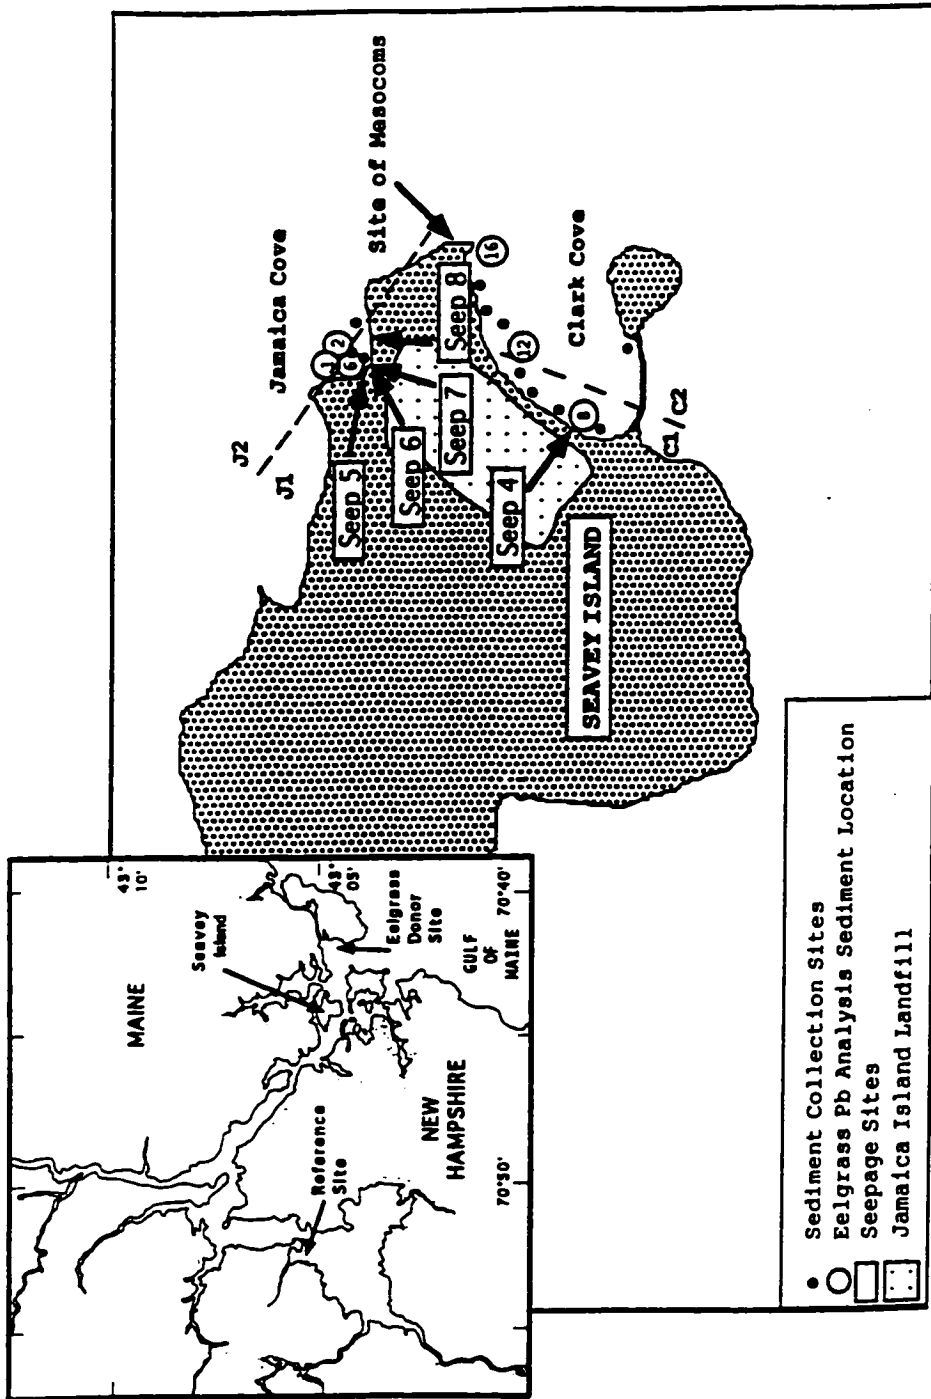 MAINE
Seavey
Island
43°
10'
Reference
Site
NEW
HAMPSHIRE
Eelgrass
Donor
Site
43°
05'
GULF
OF
MAINE
70°50'
70°40'
J2
J1
Jamaica Cove
1
2
6
Site of Mesocoms
Seep 5
Seep 6
Seep 7
Seep 8
16
12
Seep 4
8
Clark Cove
C1/C2
SEAVEY ISLAND
Sediment Collection Sites
Eelgrass Pb Analysis Sediment Location
Seepage Sites
Jamaica Island Landfill